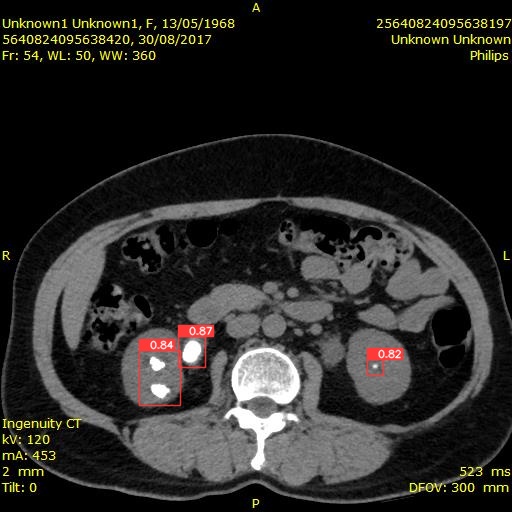 A
Unknown1 Unknown1, F, 13/05/1968
25640824095638197
5640824095638420, 30/08/2017
Unknown Unknown
Fr: 54, WL: 50, WW: 360
Philips
R
L
0.87
0.84
0.82
Ingenuity CT
kV: 120
mA: 453
2 mm
523 ms
Tilt: 0
DFOV: 300 mm
P